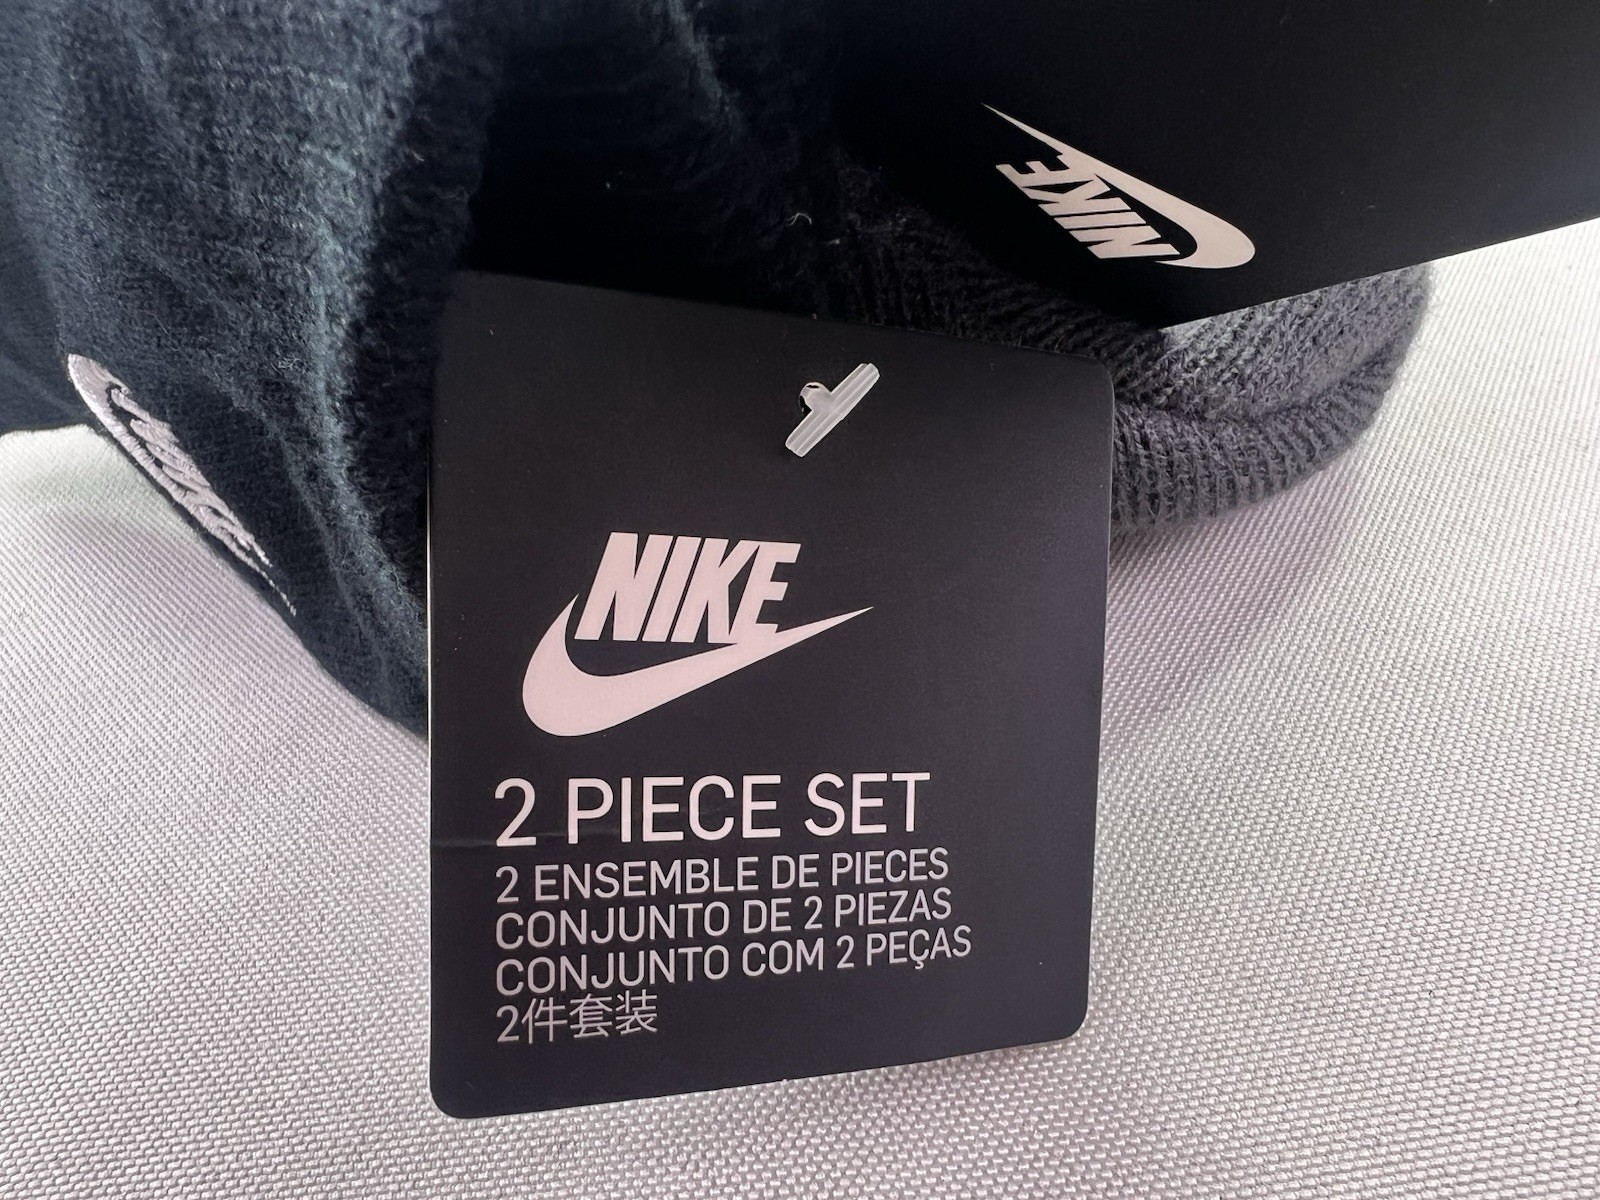 NIKE
NIKE
2 PIECE SET
2 ENSEMBLE DE PIECES
CONJUNTO DE 2 PIEZAS
CONJUNTO COM 2 PEÇAS
2件套装